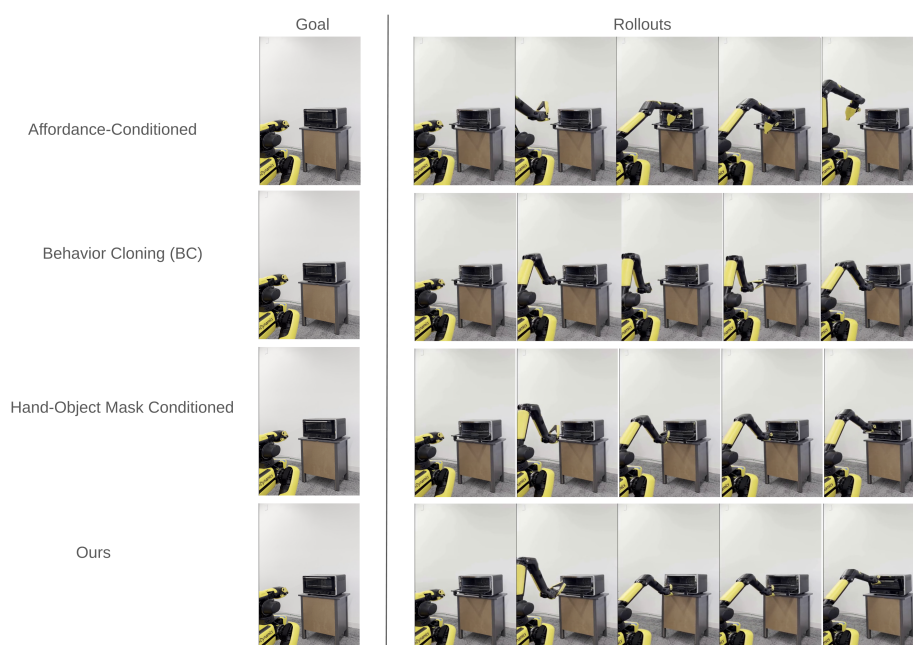 Goal
Rollouts
Affordance-Conditioned
Behavior Cloning (BC)
Hand-Object Mask Conditioned
Ours